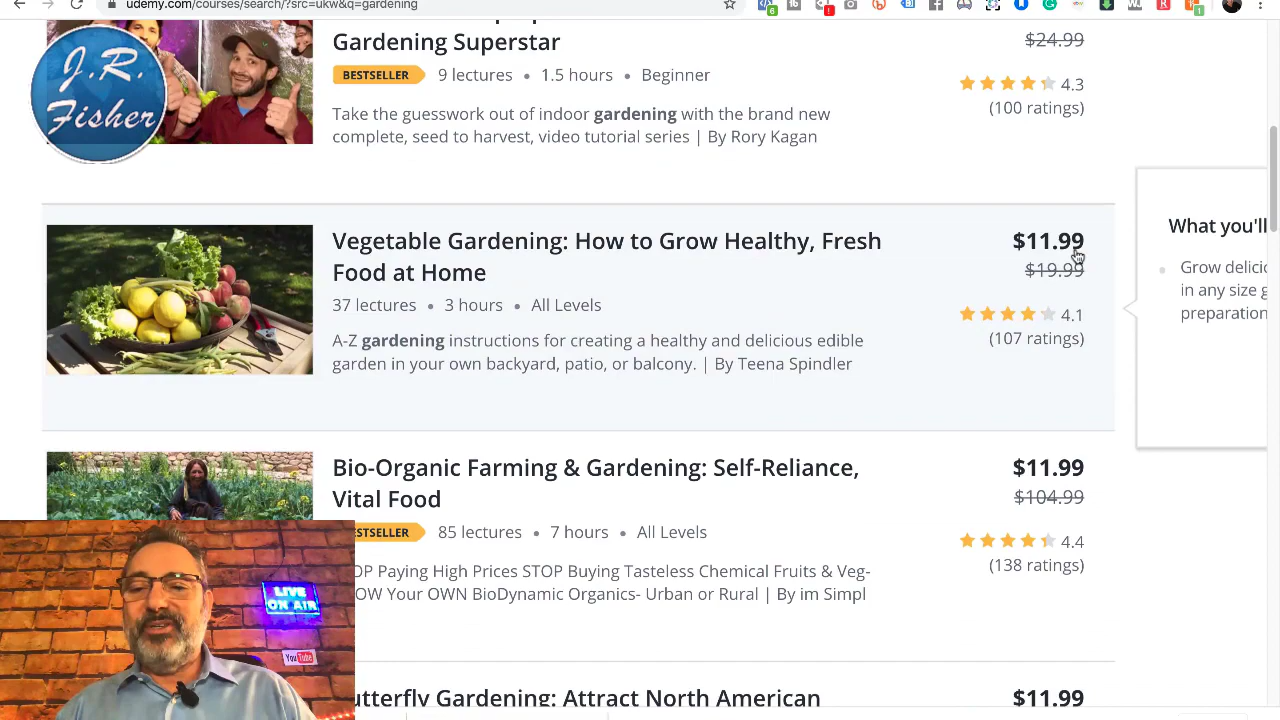 udemy.com/courses/search/?src=ukw&q=gardening
J.R.
Fisher
Gardening Superstar
$24.99
BESTSELLER 9 lectures • 1.5 hours • Beginner
4.3
(100 ratings)
Take the guesswork out of indoor gardening with the brand new
complete, seed to harvest, video tutorial series | By Rory Kagan
Vegetable Gardening: How to Grow Healthy, Fresh
Food at Home
$11.99
$19.99
37 lectures • 3 hours • All Levels
4.1
(107 ratings)
A-Z gardening instructions for creating a healthy and delicious edible
garden in your own backyard, patio, or balcony. | By Teena Spindler
What you'll
Grow delici
in any size g
preparation
Bio-Organic Farming & Gardening: Self-Reliance,
Vital Food
$11.99
$104.99
ESTSELLER 85 lectures • 7 hours • All Levels
4.4
(138 ratings)
OP Paying High Prices STOP Buying Tasteless Chemical Fruits & Veg-
OW Your OWN BioDynamic Organics- Urban or Rural | By im Simpl
LIVE
ON AIR
YouTube
utterfly Gardening: Attract North American
$11.99